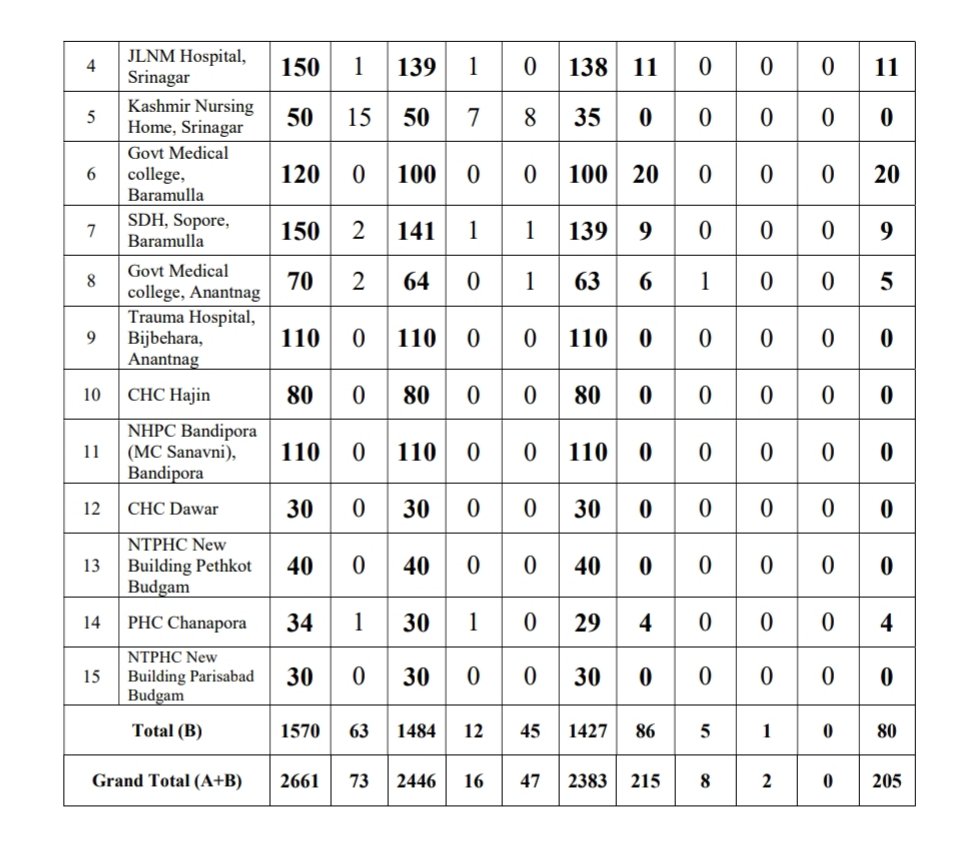 4 JLNM Hospital, Srinagar 150 1 139 1 0 138 11 0 0 0 11
5 Kashmir Nursing Home, Srinagar 50 15 50 7 8 35 0 0 0 0 0
6 Govt Medical college, Baramulla 120 0 100 0 0 100 20 0 0 0 20
7 SDH, Sopore, Baramulla 150 2 141 1 1 139 9 0 0 0 9
8 Govt Medical college, Anantnag 70 2 64 0 1 63 6 1 0 0 5
9 Trauma Hospital, Bijbehara, Anantnag 110 0 110 0 0 110 0 0 0 0 0
10 CHC Hajin 80 0 80 0 0 80 0 0 0 0 0
11 NHPC Bandipora (MC Sanavni), Bandipora 110 0 110 0 0 110 0 0 0 0 0
12 CHC Dawar 30 0 30 0 0 30 0 0 0 0 0
13 NTPHC New Building Pethkot Budgam 40 0 40 0 0 40 0 0 0 0 0
14 PHC Chanapora 34 1 30 1 0 29 4 0 0 0 4
15 NTPHC New Building Parisabad Budgam 30 0 30 0 0 30 0 0 0 0 0
Total (B) 1570 63 1484 12 45 1427 86 5 1 0 80
Grand Total (A+B) 2661 73 2446 16 47 2383 215 8 2 0 205